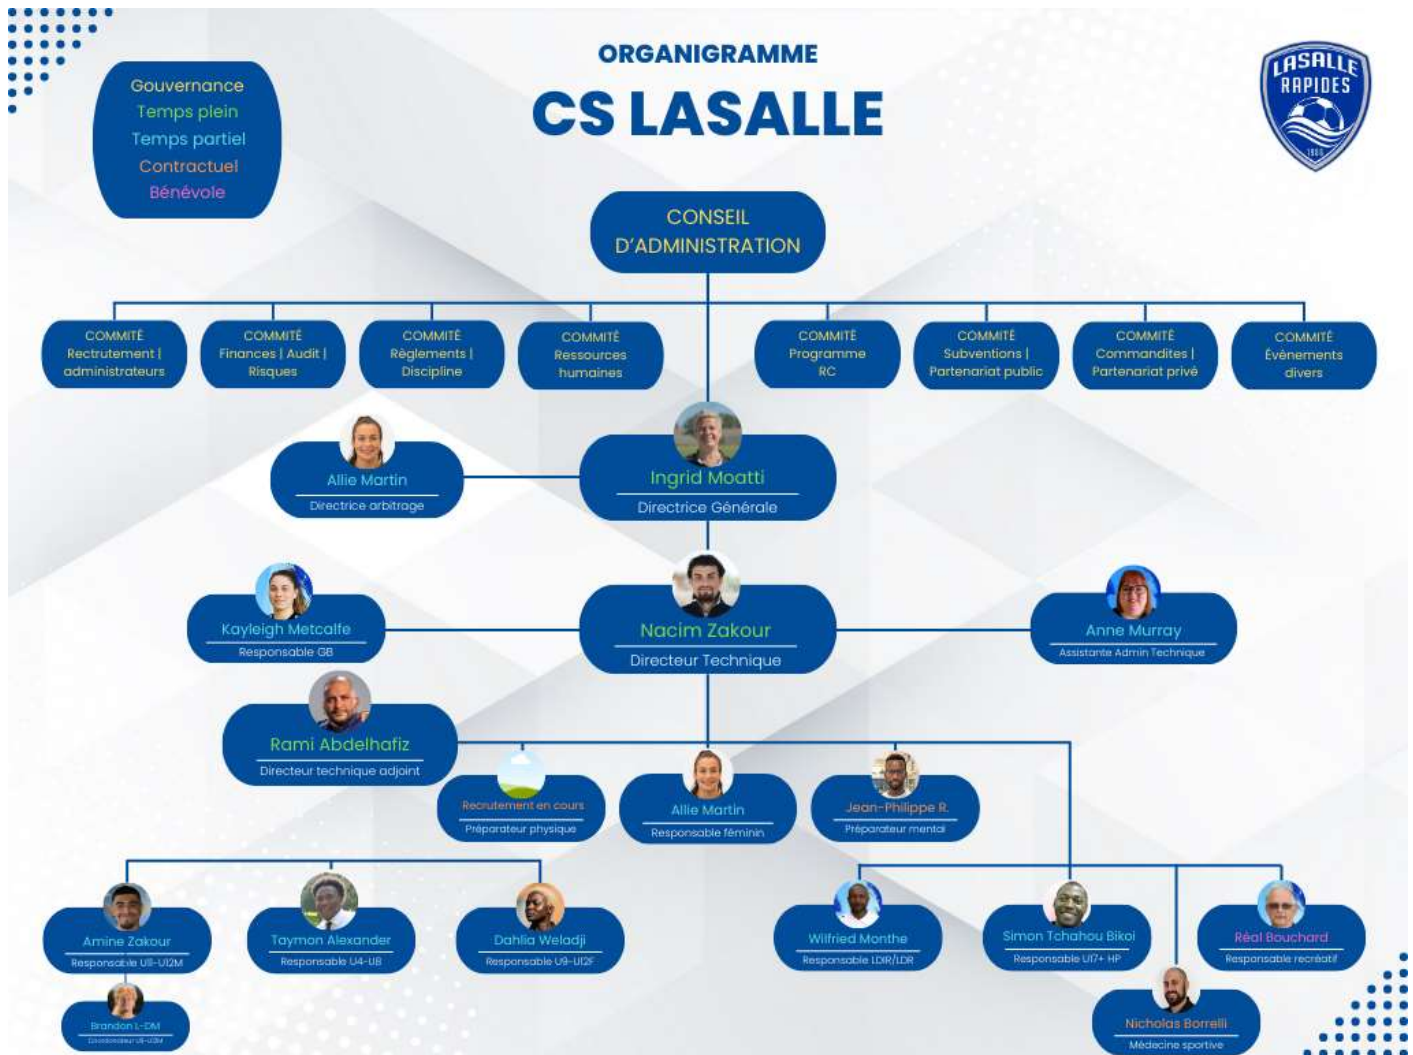 ORGANIGRAMME
CS LASALLE
LASALLE
RAPIDES
Gouvernance
Temps plein
Temps partiel
Contractuel
Bénévole
CONSEIL
D'ADMINISTRATION
COMMITÉ
Rectrutement |
administrateurs
COMMITÉ
Finances | Audit |
Risques
COMMITÉ
Règlements |
Discipline
COMMITÉ
Ressources
humaines
COMMITÉ
Programme
RC
COMMITÉ
Subventions |
Partenariat public
COMMITÉ
Commandites |
Partenariat privé
COMMITÉ
Événements
divers
Allie Martin
Directrice arbitrage
Ingrid Moatti
Directrice Générale
Kayleigh Metcalfe
Responsable GB
Nacim Zakour
Directeur Technique
Anne Murray
Assistante Admin Technique
Rami Abdelhafiz
Directeur technique adjoint
Recrutement en cours
Préparateur physique
Allie Martin
Responsable féminin
Jean-Philippe R.
Préparateur mental
Amine Zakour
Responsable U11-U12M
Taymon Alexander
Responsable U4-U8
Dahlia Weladji
Responsable U9-U12F
Wilfried Monthe
Responsable LDIR/LDR
Simon Tchahou Bikoi
Responsable U17+ HP
Réal Bouchard
Responsable recréatif
Brandon L-DM
Nicholas Borrelli
Médecine sportive